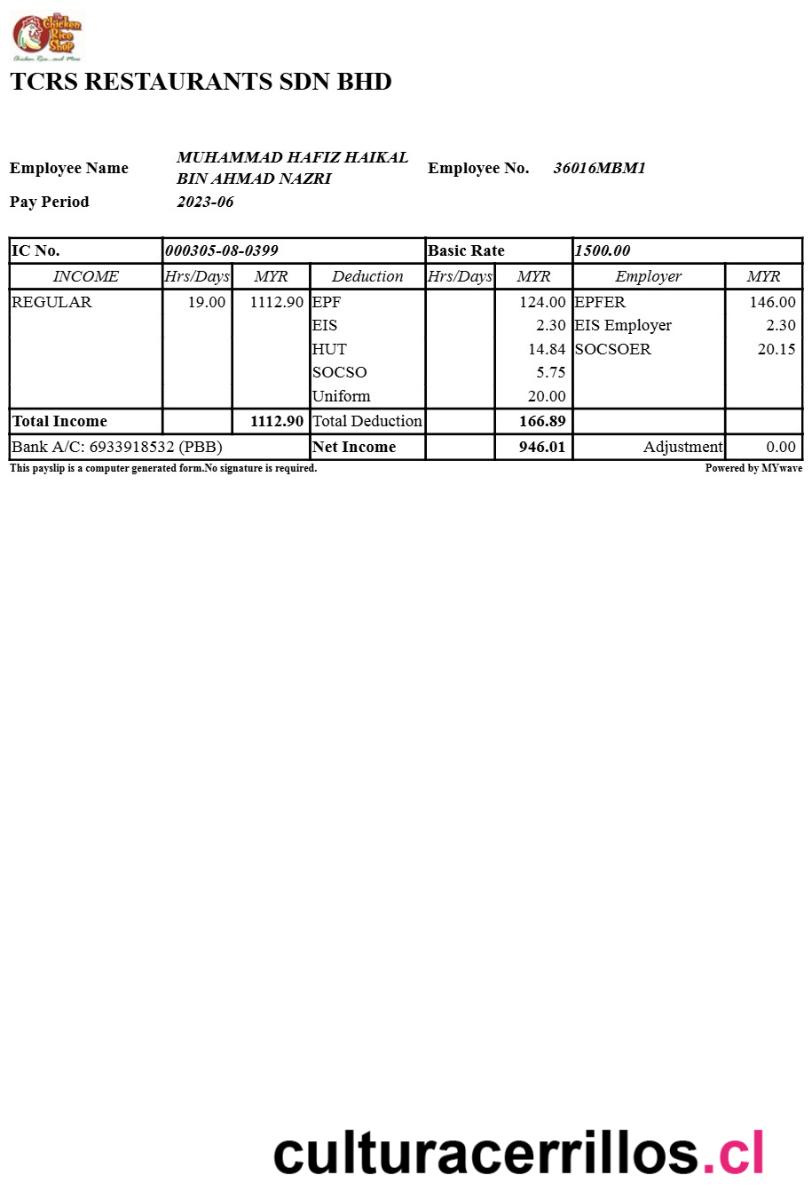 The
Chicken
Rice
Shop
Chicken Rice...and More
TCRS RESTAURANTS SDN BHD
Employee Name MUHAMMAD HAFIZ HAIKAL BIN AHMAD NAZRI Employee No. 36016MBM1
Pay Period 2023-06
IC No. 000305-08-0399 Basic Rate 1500.00
INCOME Hrs/Days MYR Deduction Hrs/Days MYR Employer MYR
REGULAR 19.00 1112.90 EPF 124.00 EPFER 146.00
EIS 2.30 EIS Employer 2.30
HUT 14.84 SOCSOER 20.15
SOCSO 5.75
Uniform 20.00
Total Income 1112.90 Total Deduction 166.89
Bank A/C: 6933918532 (PBB) Net Income 946.01 Adjustment 0.00
This payslip is a computer generated form.No signature is required. Powered by MYwave
culturacerrillos.cl